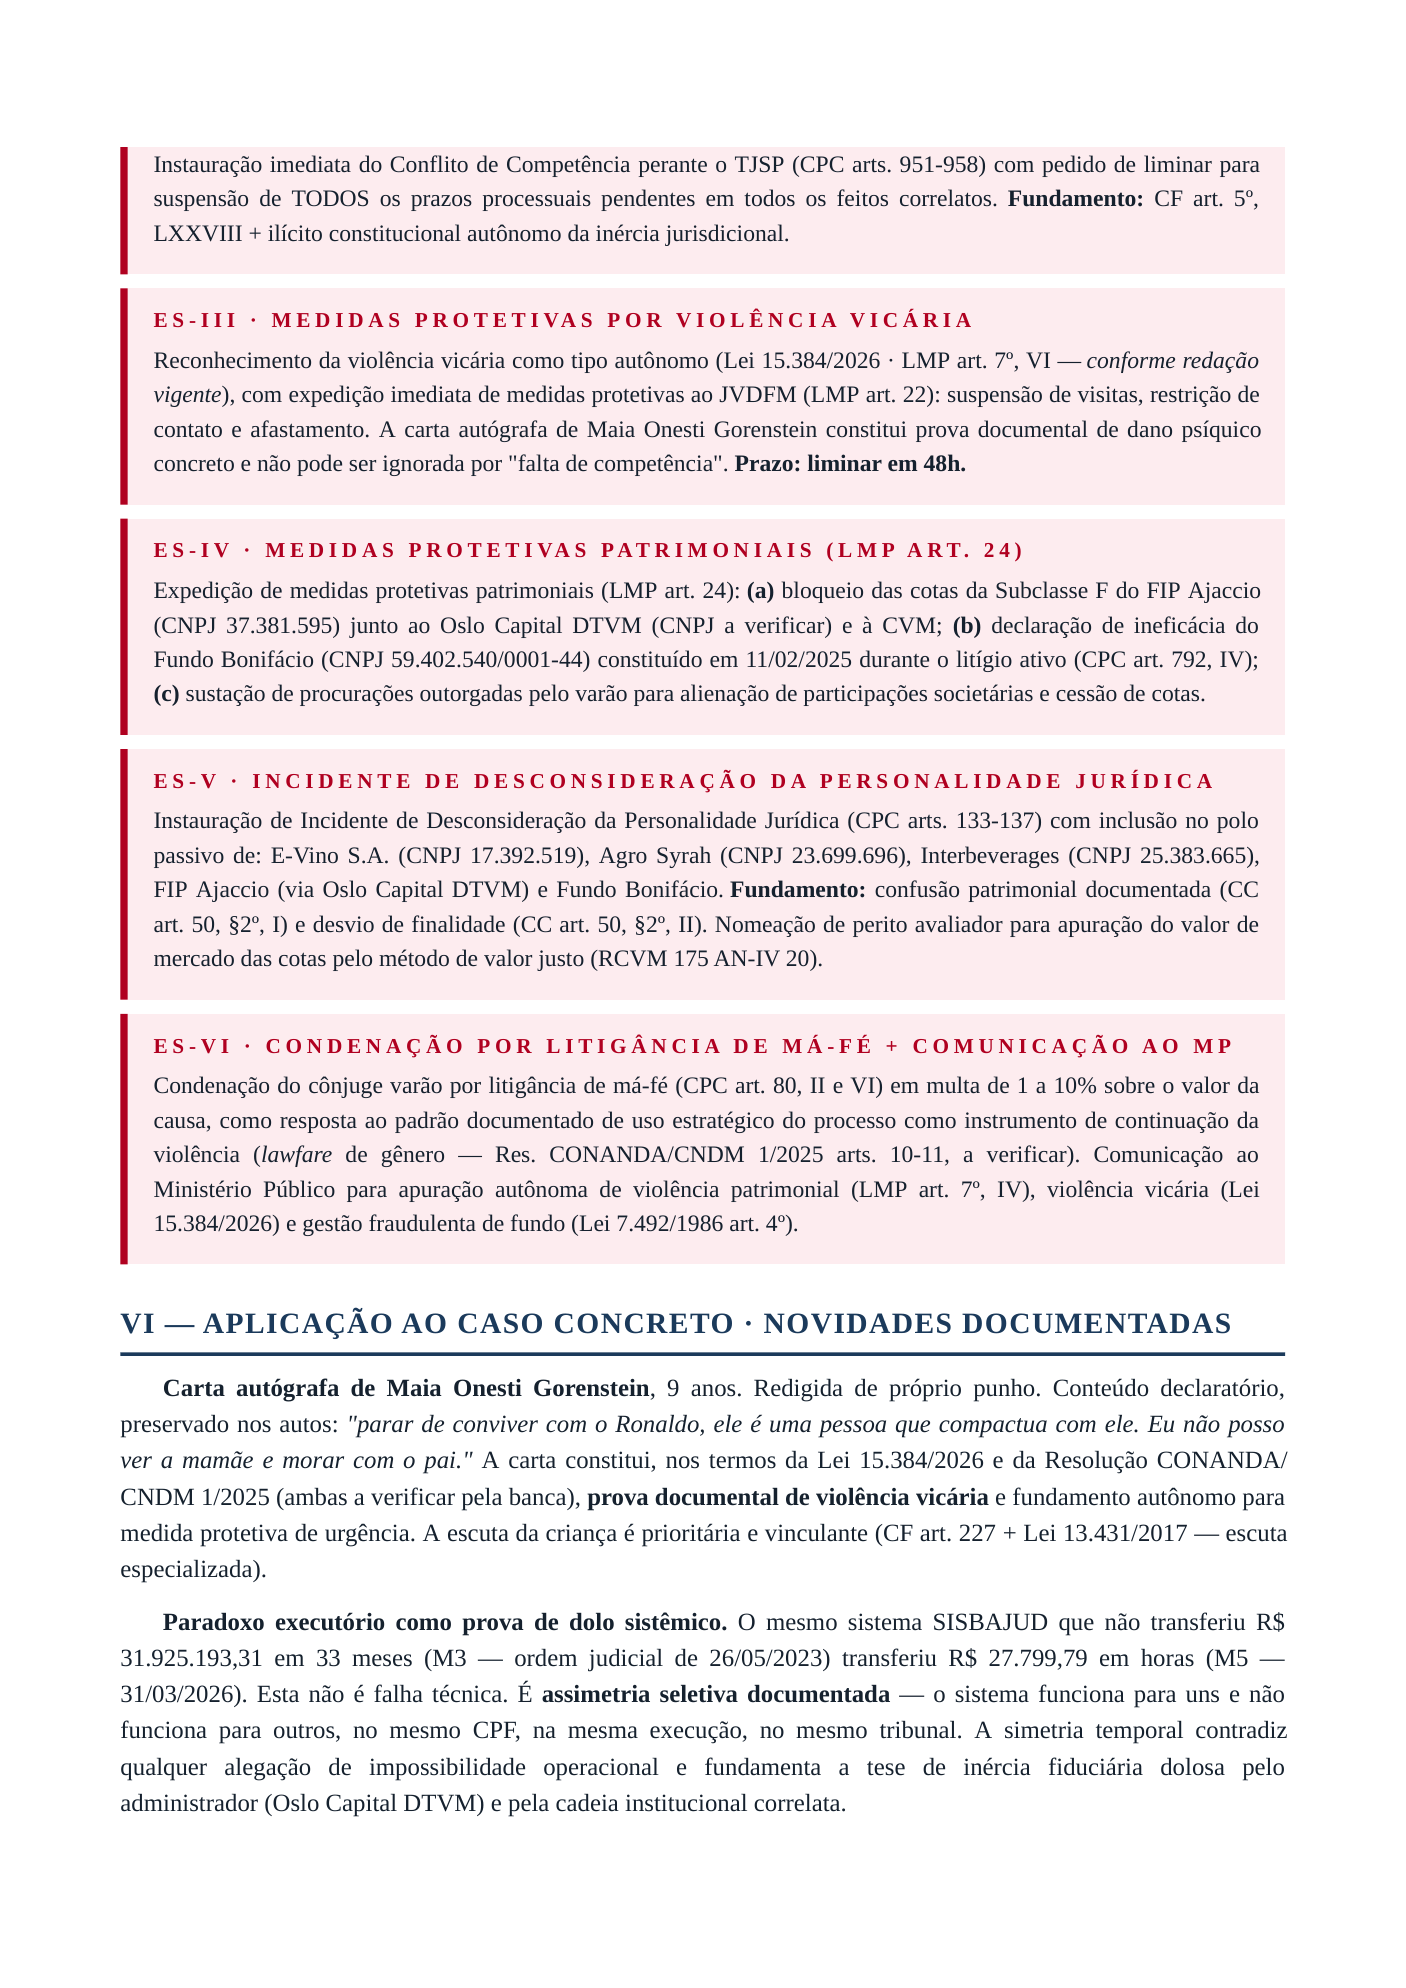 Instauração imediata do Conflito de Competência perante o TJSP (CPC arts. 951-958) com pedido de liminar para
suspensão de TODOS os prazos processuais pendentes em todos os feitos correlatos. Fundamento: CF art. 5º,
LXXVIII + ilícito constitucional autônomo da inércia jurisdicional.
ES-III · MEDIDAS PROTETIVAS POR VIOLÊNCIA VICÁRIA
Reconhecimento da violência vicária como tipo autônomo (Lei 15.384/2026 · LMP art. 7º, VI — conforme redação
vigente), com expedição imediata de medidas protetivas ao JVDFM (LMP art. 22): suspensão de visitas, restrição de
contato e afastamento. A carta autógrafa de Maia Onesti Gorenstein constitui prova documental de dano psíquico
concreto e não pode ser ignorada por "falta de competência". Prazo: liminar em 48h.
ES-IV · MEDIDAS PROTETIVAS PATRIMONIAIS (LMP ART. 24)
Expedição de medidas protetivas patrimoniais (LMP art. 24): (a) bloqueio das cotas da Subclasse F do FIP Ajaccio
(CNPJ 37.381.595) junto ao Oslo Capital DTVM (CNPJ a verificar) e à CVM; (b) declaração de ineficácia do
Fundo Bonifácio (CNPJ 59.402.540/0001-44) constituído em 11/02/2025 durante o litígio ativo (CPC art. 792, IV);
(c) sustação de procurações outorgadas pelo varão para alienação de participações societárias e cessão de cotas.
ES-V · INCIDENTE DE DESCONSIDERAÇÃO DA PERSONALIDADE JURÍDICA
Instauração de Incidente de Desconsideração da Personalidade Jurídica (CPC arts. 133-137) com inclusão no polo
passivo de: E-Vino S.A. (CNPJ 17.392.519), Agro Syrah (CNPJ 23.699.696), Interbeverages (CNPJ 25.383.665),
FIP Ajaccio (via Oslo Capital DTVM) e Fundo Bonifácio. Fundamento: confusão patrimonial documentada (CC
art. 50, §2º, I) e desvio de finalidade (CC art. 50, §2º, II). Nomeação de perito avaliador para apuração do valor de
mercado das cotas pelo método de valor justo (RCVM 175 AN-IV 20).
ES-VI · CONDENAÇÃO POR LITIGÂNCIA DE MÁ-FÉ + COMUNICAÇÃO AO MP
Condenação do cônjuge varão por litigância de má-fé (CPC art. 80, II e VI) em multa de 1 a 10% sobre o valor da
causa, como resposta ao padrão documentado de uso estratégico do processo como instrumento de continuação da
violência (lawfare de gênero — Res. CONANDA/CNDM 1/2025 arts. 10-11, a verificar). Comunicação ao
Ministério Público para apuração autônoma de violência patrimonial (LMP art. 7º, IV), violência vicária (Lei
15.384/2026) e gestão fraudulenta de fundo (Lei 7.492/1986 art. 4º).
VI — APLICAÇÃO AO CASO CONCRETO · NOVIDADES DOCUMENTADAS
Carta autógrafa de Maia Onesti Gorenstein, 9 anos. Redigida de próprio punho. Conteúdo declaratório,
preservado nos autos: "parar de conviver com o Ronaldo, ele é uma pessoa que compactua com ele. Eu não posso
ver a mamãe e morar com o pai." A carta constitui, nos termos da Lei 15.384/2026 e da Resolução CONANDA/
CNDM 1/2025 (ambas a verificar pela banca), prova documental de violência vicária e fundamento autônomo para
medida protetiva de urgência. A escuta da criança é prioritária e vinculante (CF art. 227 + Lei 13.431/2017 — escuta
especializada).
Paradoxo executório como prova de dolo sistêmico. O mesmo sistema SISBAJUD que não transferiu R$
31.925.193,31 em 33 meses (M3 — ordem judicial de 26/05/2023) transferiu R$ 27.799,79 em horas (M5 —
31/03/2026). Esta não é falha técnica. É assimetria seletiva documentada — o sistema funciona para uns e não
funciona para outros, no mesmo CPF, na mesma execução, no mesmo tribunal. A simetria temporal contradiz
qualquer alegação de impossibilidade operacional e fundamenta a tese de inércia fiduciária dolosa pelo
administrador (Oslo Capital DTVM) e pela cadeia institucional correlata.